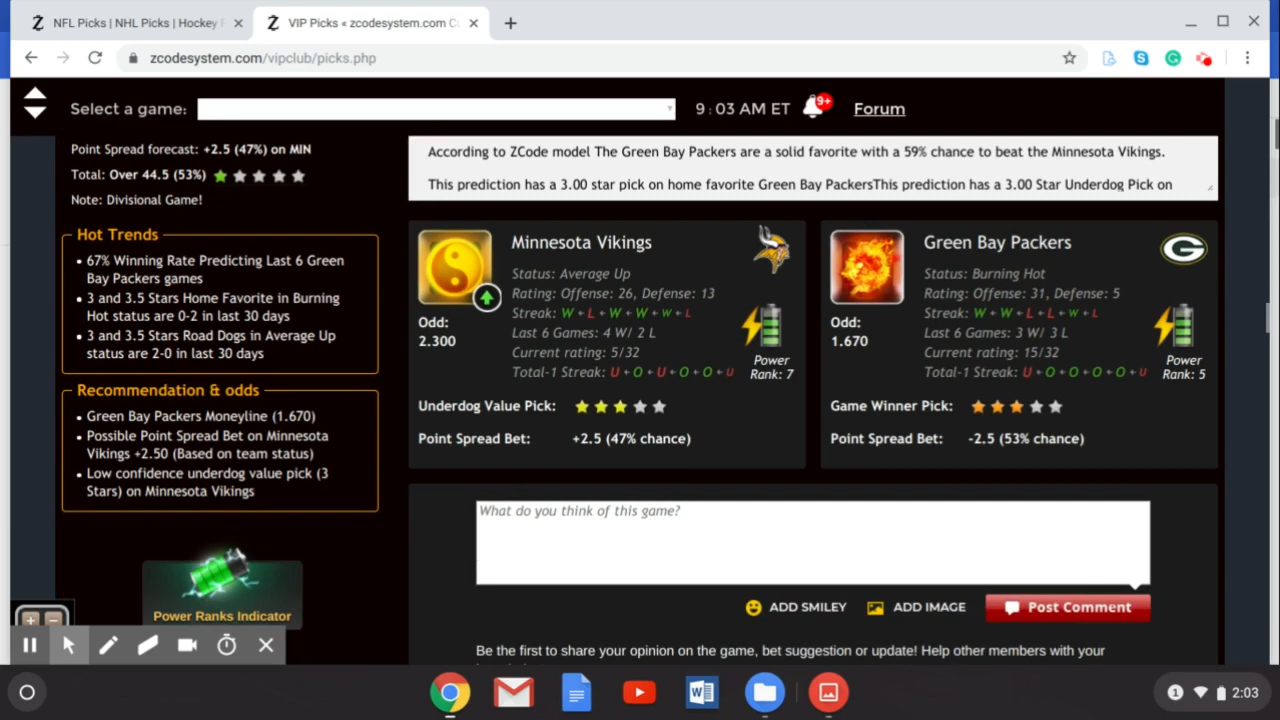 NFL Picks | NHL Picks | Hockey
VIP Picks « zcodesystem.com
zcodesystem.com/vipclub/picks.php
Select a game:
9:03 AM ET
9+
Forum
Point Spread forecast: +2.5 (47%) on MIN
Total: Over 44.5 (53%)
Note: Divisional Game!
Hot Trends
67% Winning Rate Predicting Last 6 Green
Bay Packers games
3 and 3.5 Stars Home Favorite in Burning
Hot status are 0-2 in last 30 days
3 and 3.5 Stars Road Dogs in Average Up
status are 2-0 in last 30 days
Recommendation & odds
Green Bay Packers Moneyline (1.670)
Possible Point Spread Bet on Minnesota
Vikings +2.50 (Based on team status)
Low confidence underdog value pick (3
Stars) on Minnesota Vikings
Power Ranks Indicator
According to ZCode model The Green Bay Packers are a solid favorite with a 59% chance to beat the Minnesota Vikings.
This prediction has a 3.00 star pick on home favorite Green Bay PackersThis prediction has a 3.00 Star Underdog Pick on
Minnesota Vikings
Status: Average Up
Rating: Offense: 26, Defense: 13
Streak: W L W W W L
Last 6 Games: 4 W/ 2 L
Current rating: 5/32
Total-1 Streak: U O U O O U
Odd:
2.300
Power
Rank: 7
Underdog Value Pick:
Point Spread Bet: +2.5 (47% chance)
Green Bay Packers
Status: Burning Hot
Rating: Offense: 31, Defense: 5
Streak: W W L L W L
Last 6 Games: 3 W/ 3 L
Current rating: 15/32
Total-1 Streak: U O O O O U
Odd:
1.670
G
Power
Rank: 5
Game Winner Pick:
Point Spread Bet: -2.5 (53% chance)
What do you think of this game?
ADD SMILEY
ADD IMAGE
Post Comment
Be the first to share your opinion on the game, bet suggestion or update! Help other members with your
1
2:03